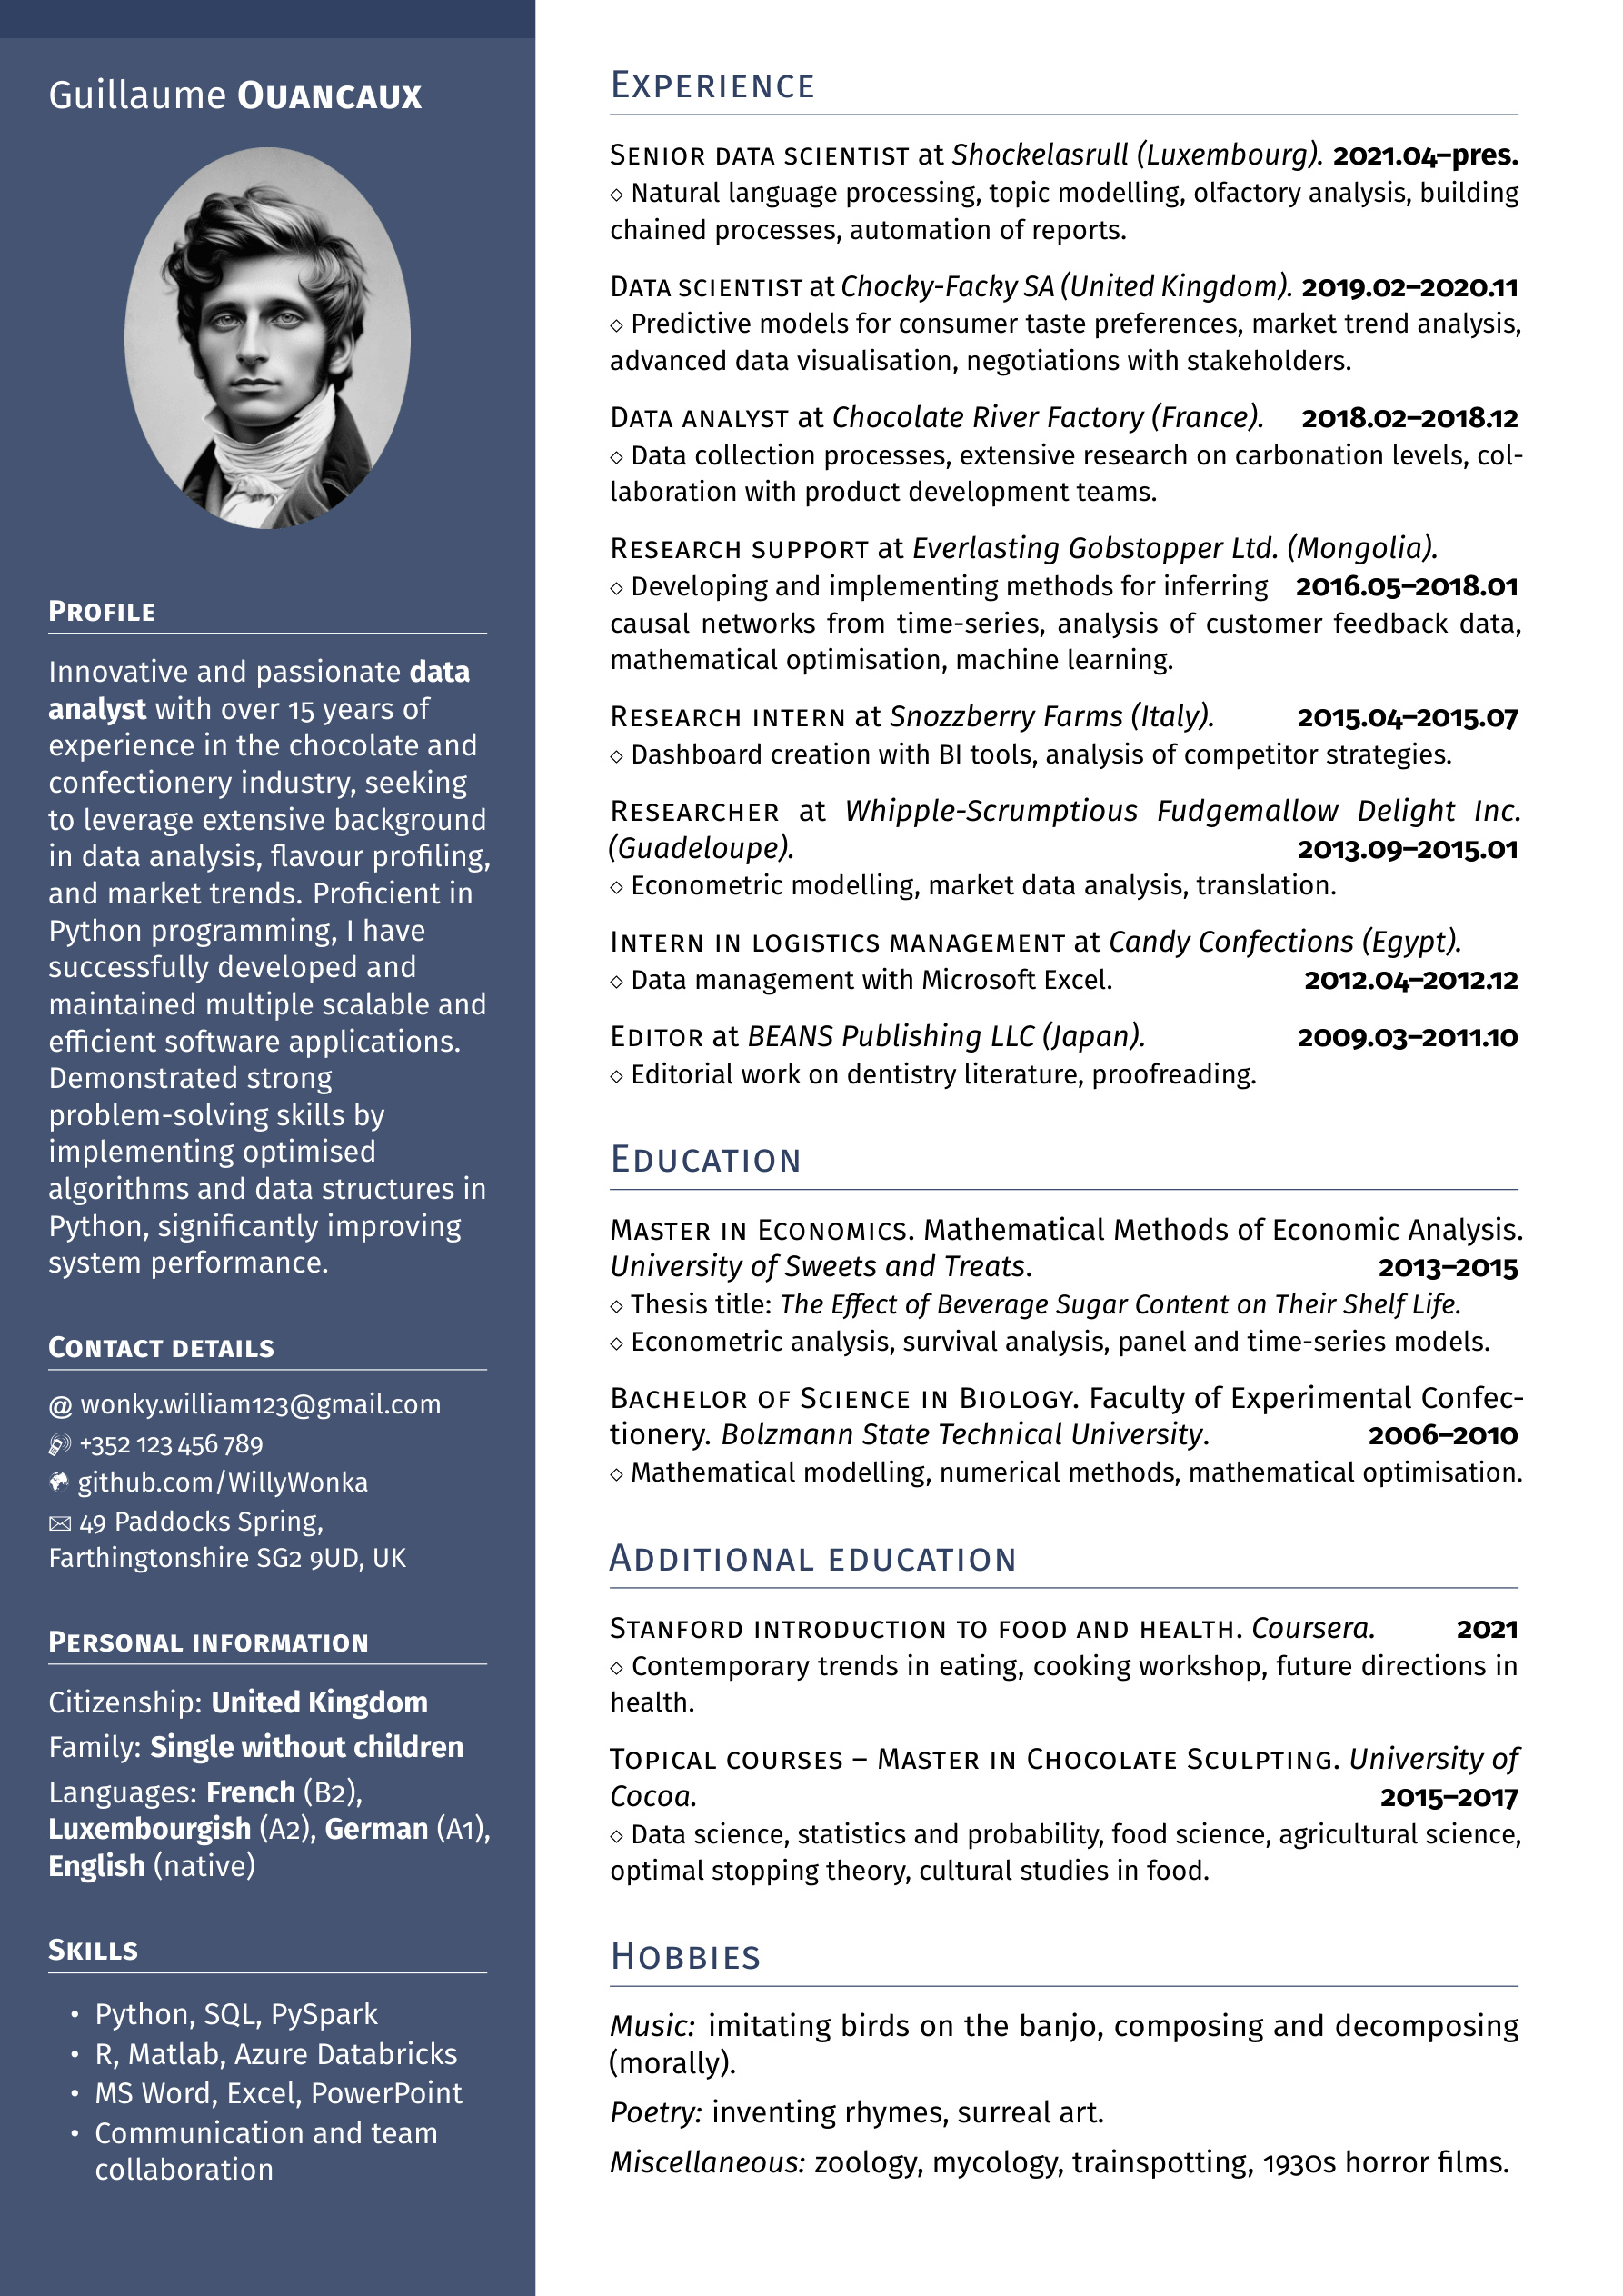 Guillaume OUANCAUX
PROFILE
Innovative and passionate data
analyst with over 15 years of
experience in the chocolate and
confectionery industry, seeking
to leverage extensive background
in data analysis, flavour profiling,
and market trends. Proficient in
Python programming, I have
successfully developed and
maintained multiple scalable and
efficient software applications.
Demonstrated strong
problem-solving skills by
implementing optimised
algorithms and data structures in
Python, significantly improving
system performance.
CONTACT DETAILS
@ wonky.william123@gmail.com
+352 123 456 789
github.com/WillyWonka
49 Paddocks Spring,
Farthingtonshire SG2 9UD, UK
PERSONAL INFORMATION
Citizenship: United Kingdom
Family: Single without children
Languages: French (B2),
Luxembourgish (A2), German (A1),
English (native)
SKILLS
• Python, SQL, PySpark
• R, Matlab, Azure Databricks
• MS Word, Excel, PowerPoint
• Communication and team
collaboration
EXPERIENCE
SENIOR DATA SCIENTIST at Shockelasrull (Luxembourg). 2021.04–pres.
◇ Natural language processing, topic modelling, olfactory analysis, building
chained processes, automation of reports.
DATA SCIENTIST at Chocky-Facky SA (United Kingdom). 2019.02–2020.11
◇ Predictive models for consumer taste preferences, market trend analysis,
advanced data visualisation, negotiations with stakeholders.
DATA ANALYST at Chocolate River Factory (France). 2018.02–2018.12
◇ Data collection processes, extensive research on carbonation levels, col-
laboration with product development teams.
RESEARCH SUPPORT at Everlasting Gobstopper Ltd. (Mongolia).
◇ Developing and implementing methods for inferring 2016.05–2018.01
causal networks from time-series, analysis of customer feedback data,
mathematical optimisation, machine learning.
RESEARCH INTERN at Snozzberry Farms (Italy). 2015.04–2015.07
◇ Dashboard creation with BI tools, analysis of competitor strategies.
RESEARCHER at Whipple-Scrumptious Fudgemallow Delight Inc.
(Guadeloupe). 2013.09–2015.01
◇ Econometric modelling, market data analysis, translation.
INTERN IN LOGISTICS MANAGEMENT at Candy Confections (Egypt).
◇ Data management with Microsoft Excel. 2012.04–2012.12
EDITOR at BEANS Publishing LLC (Japan). 2009.03–2011.10
◇ Editorial work on dentistry literature, proofreading.
EDUCATION
MASTER IN ECONOMICS. Mathematical Methods of Economic Analysis.
University of Sweets and Treats. 2013–2015
◇ Thesis title: The Effect of Beverage Sugar Content on Their Shelf Life.
◇ Econometric analysis, survival analysis, panel and time-series models.
BACHELOR OF SCIENCE IN BIOLOGY. Faculty of Experimental Confec-
tionery. Bolzmann State Technical University. 2006–2010
◇ Mathematical modelling, numerical methods, mathematical optimisation.
ADDITIONAL EDUCATION
STANFORD INTRODUCTION TO FOOD AND HEALTH. Coursera. 2021
◇ Contemporary trends in eating, cooking workshop, future directions in
health.
TOPICAL COURSES – MASTER IN CHOCOLATE SCULPTING. University of
Cocoa. 2015–2017
◇ Data science, statistics and probability, food science, agricultural science,
optimal stopping theory, cultural studies in food.
HOBBIES
Music: imitating birds on the banjo, composing and decomposing
(morally).
Poetry: inventing rhymes, surreal art.
Miscellaneous: zoology, mycology, trainspotting, 1930s horror films.